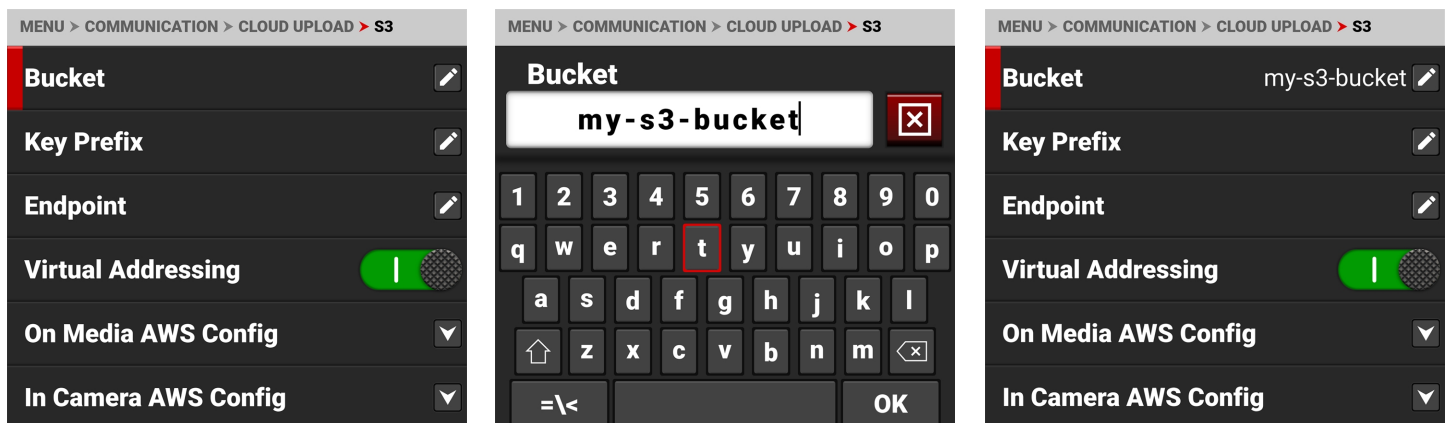 MENU > COMMUNICATION > CLOUD UPLOAD > S3
Bucket
Key Prefix
Endpoint
Virtual Addressing
On Media AWS Config
In Camera AWS Config
MENU > COMMUNICATION > CLOUD UPLOAD > S3
Bucket
my-s3-bucket
1 2 3 4 5 6 7 8 9 0
q w e r t y u i o p
a s d f g h j k l
z x c v b n m
=\< OK
MENU > COMMUNICATION > CLOUD UPLOAD > S3
Bucket my-s3-bucket
Key Prefix
Endpoint
Virtual Addressing
On Media AWS Config
In Camera AWS Config